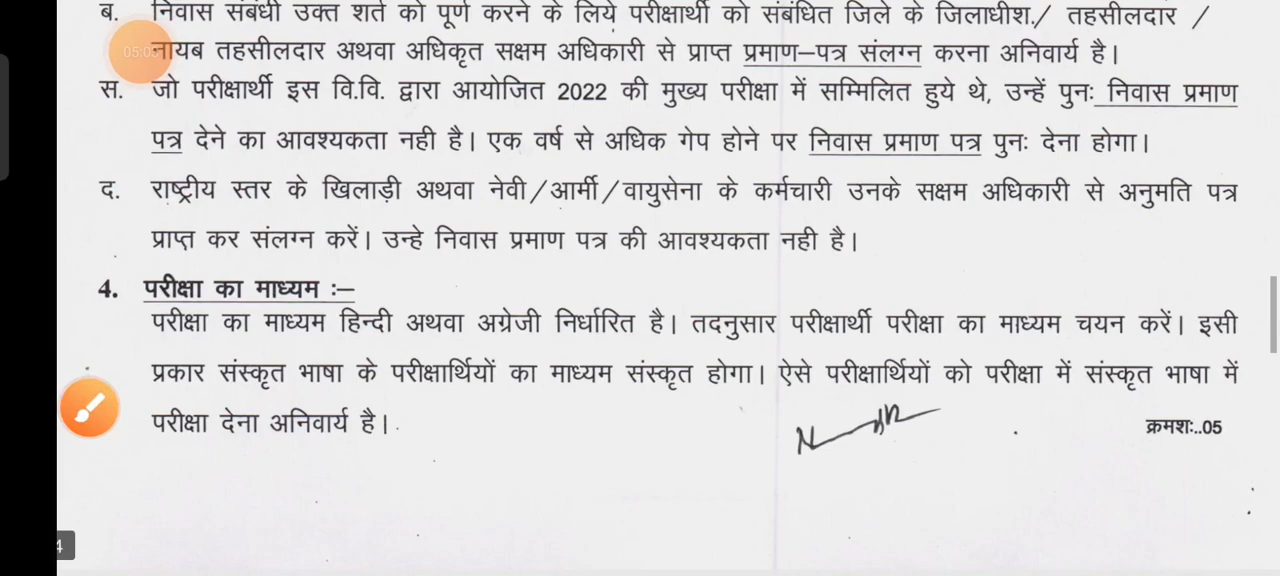 ब. निवास संबंधी उक्त शर्त को पूर्ण करने के लिये परीक्षार्थी को संबंधित जिले के जिलाधीश./ तहसीलदार /
नायब तहसीलदार अथवा अधिकृत सक्षम अधिकारी से प्राप्त प्रमाण–पत्र संलग्न करना अनिवार्य है।
स. जो परीक्षार्थी इस वि.वि. द्वारा आयोजित 2022 की मुख्य परीक्षा में सम्मिलित हुये थे, उन्हें पुनः निवास प्रमाण
पत्र देने का आवश्यकता नही है। एक वर्ष से अधिक गेप होने पर निवास प्रमाण पत्र पुनः देना होगा।
द. राष्ट्रीय स्तर के खिलाड़ी अथवा नेवी/आर्मी/वायुसेना के कर्मचारी उनके सक्षम अधिकारी से अनुमति पत्र
प्राप्त कर संलग्न करें। उन्हे निवास प्रमाण पत्र की आवश्यकता नही है।
4. परीक्षा का माध्यम :–
परीक्षा का माध्यम हिन्दी अथवा अग्रेजी निर्धारित है। तदनुसार परीक्षार्थी परीक्षा का माध्यम चयन करें। इसी
प्रकार संस्कृत भाषा के परीक्षार्थियों का माध्यम संस्कृत होगा। ऐसे परीक्षार्थियों को परीक्षा में संस्कृत भाषा में
परीक्षा देना अनिवार्य है।
क्रमशः..05
4